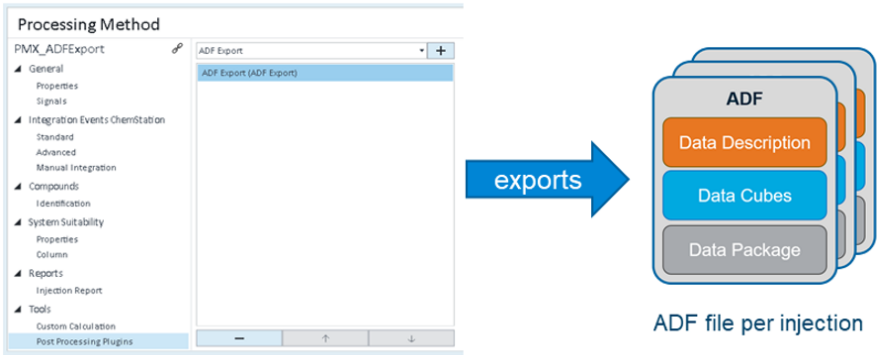 Processing Method
PMX_ADFExport
General
Properties
Signals
Integration Events ChemStation
Standard
Advanced
Manual Integration
Compounds
Identification
System Suitability
Properties
Column
Reports
Injection Report
Tools
Custom Calculation
Post Processing Plugins
ADF Export
ADF Export (ADF Export)
exports
ADF
Data Description
Data Cubes
Data Package
ADF file per injection